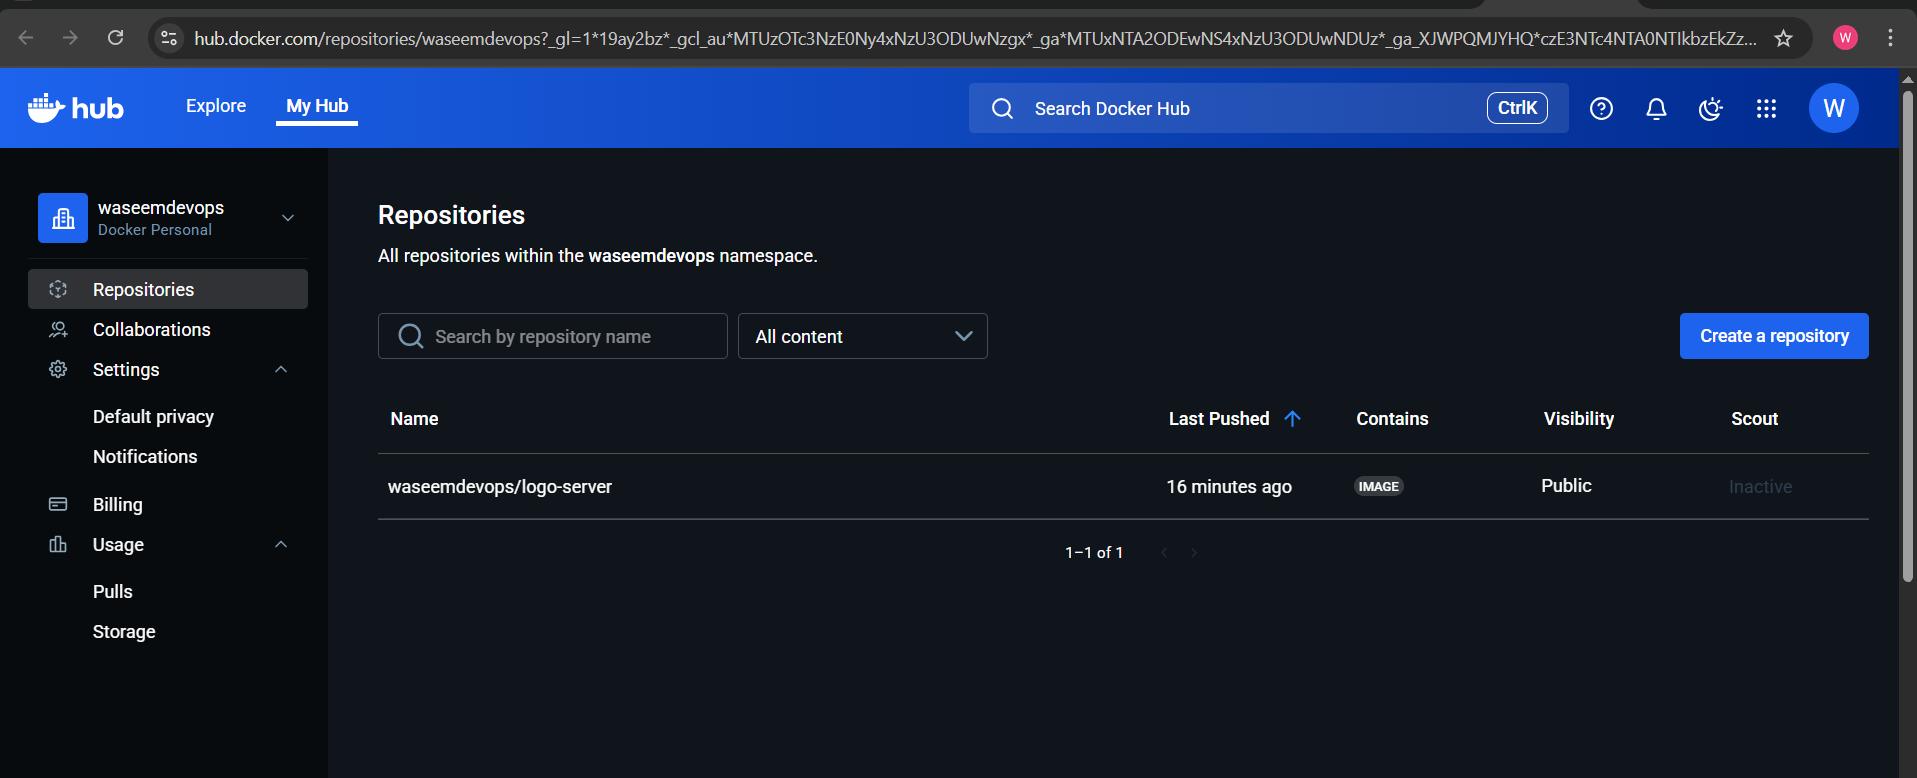 hub.docker.com/repositories/waseemdevops?_gl=1*19ay2bz*_gcl_au*MTUzOTc3NzE0Ny4xNzU3ODUwNzgx*_ga*MTUxNTA2ODEwNS4xNzU3ODUwNDUz*_ga_XJWPQMJYHQ*czE3NTc4NTA0NTIkbzEkZz...
W
hub
Explore
My Hub
Search Docker Hub
CtrlK
W
waseemdevops
Docker Personal
Repositories
Collaborations
Settings
Default privacy
Notifications
Billing
Usage
Pulls
Storage
Repositories
All repositories within the waseemdevops namespace.
Search by repository name
All content
Create a repository
Name Last Pushed Contains Visibility Scout
waseemdevops/logo-server 16 minutes ago IMAGE Public Inactive
1–1 of 1